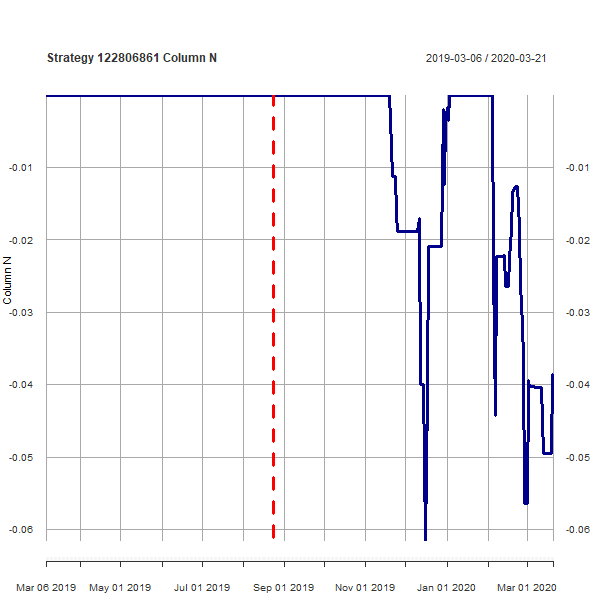 Strategy 122806861 Column N 2019-03-06 / 2020-03-21
-0.01 -0.01
-0.02 -0.02
Column N
-0.03 -0.03
-0.04 -0.04
-0.05 -0.05
-0.06 -0.06
Mar 06 2019 May 01 2019 Jul 01 2019 Sep 01 2019 Nov 01 2019 Jan 01 2020 Mar 01 2020